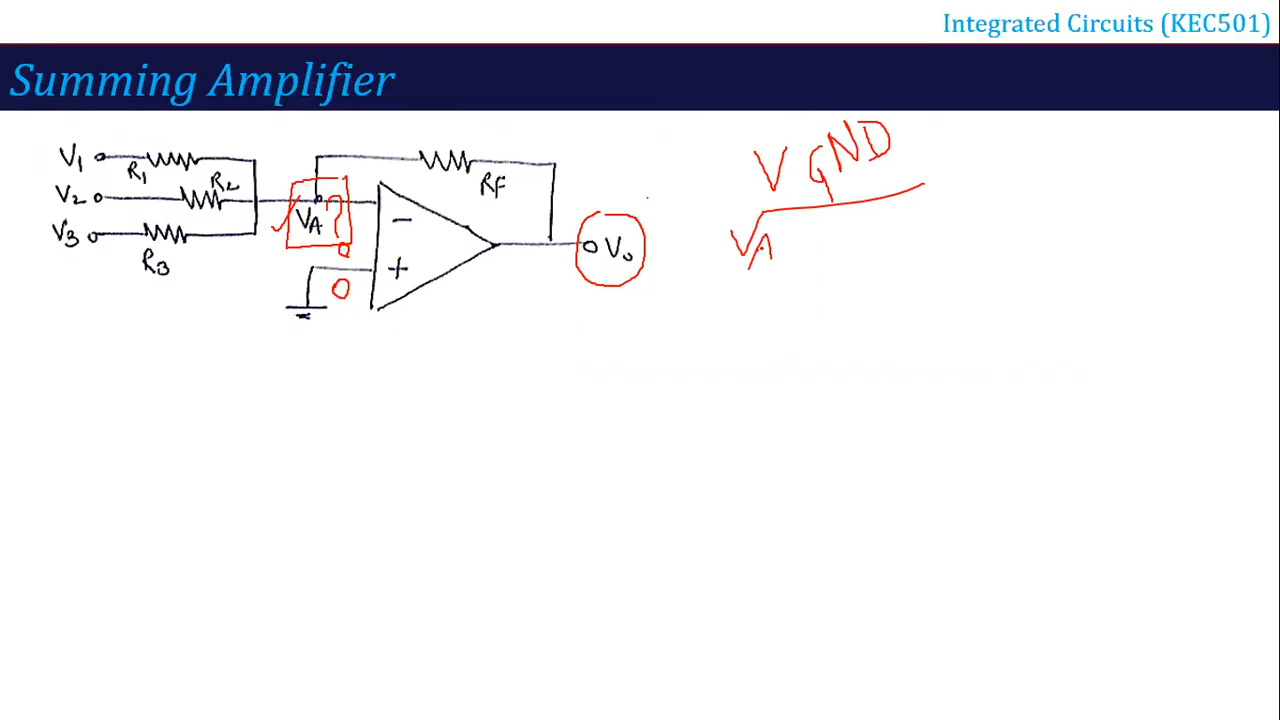 Integrated Circuits (KEC501)
Summing Amplifier
V1
R1
V2
R2
V3
R3
VA
?
0
0
-
+
RF
Vo
V GND
VA